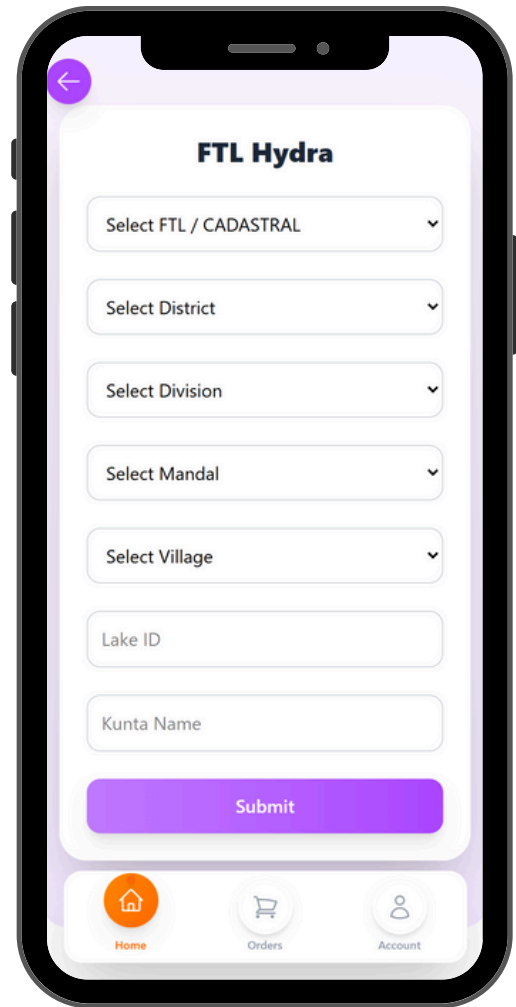 FTL Hydra
Select FTL / CADASTRAL
Select District
Select Division
Select Mandal
Select Village
Lake ID
Kunta Name
Submit
Home Orders Account